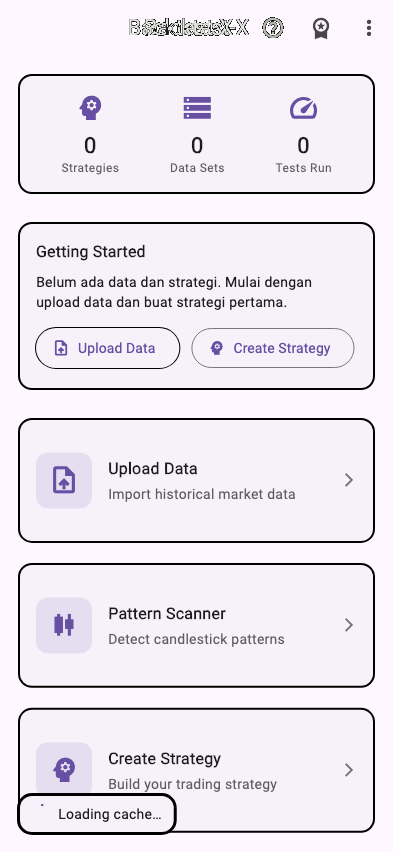 0
Strategies
0
Data Sets
0
Tests Run
Getting Started
Belum ada data dan strategi. Mulai dengan
upload data dan buat strategi pertama.
Upload Data
Create Strategy
Upload Data
Import historical market data
Pattern Scanner
Detect candlestick patterns
Create Strategy
Build your trading strategy
Loading cache...